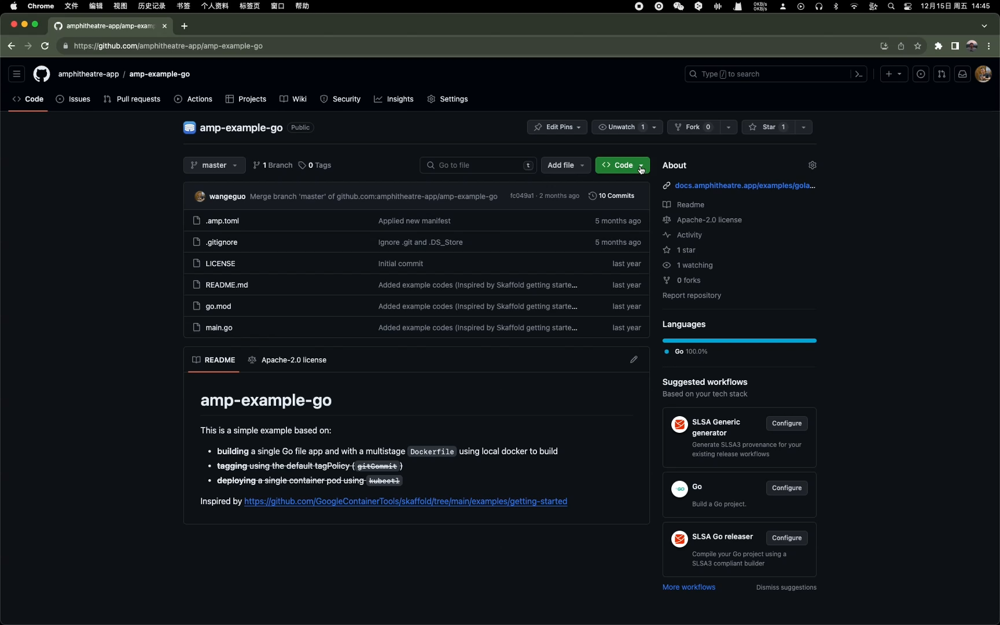 Chrome 文件 编辑 视图 历史记录 书签 个人资料 标签页 窗口 帮助 0KB/s 0KB/s 12月15日 周五 14:45
amphitheatre-app/amp-exam
https://github.com/amphitheatre-app/amp-example-go
amphitheatre-app / amp-example-go Type / to search
Code Issues Pull requests Actions Projects Wiki Security Insights Settings
amp-example-go Public Edit Pins Unwatch 1 Fork 0 Star 1
master 1 Branch 0 Tags Go to file t Add file Code
wangeguo Merge branch 'master' of github.com:amphitheatre-app/amp-example-go fc049a1 · 2 months ago 10 Commits
.amp.toml Applied new manifest 5 months ago
.gitignore Ignore .git and .DS_Store 5 months ago
LICENSE Initial commit last year
README.md Added example codes (Inspired by Skaffold getting starte... last year
go.mod Added example codes (Inspired by Skaffold getting starte... last year
main.go Added example codes (Inspired by Skaffold getting starte... last year
README Apache-2.0 license
amp-example-go
This is a simple example based on:
• building a single Go file app and with a multistage Dockerfile using local docker to build
• tagging using the default tagPolicy ( gitCommit )
• deploying a single container pod using kubectl
Inspired by https://github.com/GoogleContainerTools/skaffold/tree/main/examples/getting-started
About
docs.amphitheatre.app/examples/gola...
Readme
Apache-2.0 license
Activity
1 star
1 watching
0 forks
Report repository
Languages
Go 100.0%
Suggested workflows
Based on your tech stack
SLSA Generic generator Configure
Generate SLSA3 provenance for your
existing release workflows
GO Go Configure
Build a Go project.
SLSA Go releaser Configure
Compile your Go project using a
SLSA3 compliant builder
More workflows Dismiss suggestions